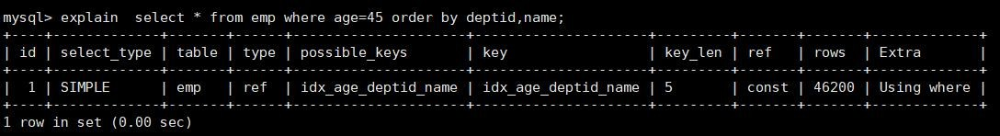 mysql> explain  select * from emp where age=45 order by deptid,name;
+----+-------------+-------+------+---------------------+---------------------+---------+-------+-------+-------------+
| id | select_type | table | type | possible_keys       | key                 | key_len | ref   | rows  | Extra       |
+----+-------------+-------+------+---------------------+---------------------+---------+-------+-------+-------------+
|  1 | SIMPLE      | emp   | ref  | idx_age_deptid_name | idx_age_deptid_name | 5       | const | 46200 | Using where |
+----+-------------+-------+------+---------------------+---------------------+---------+-------+-------+-------------+
1 row in set (0.00 sec)